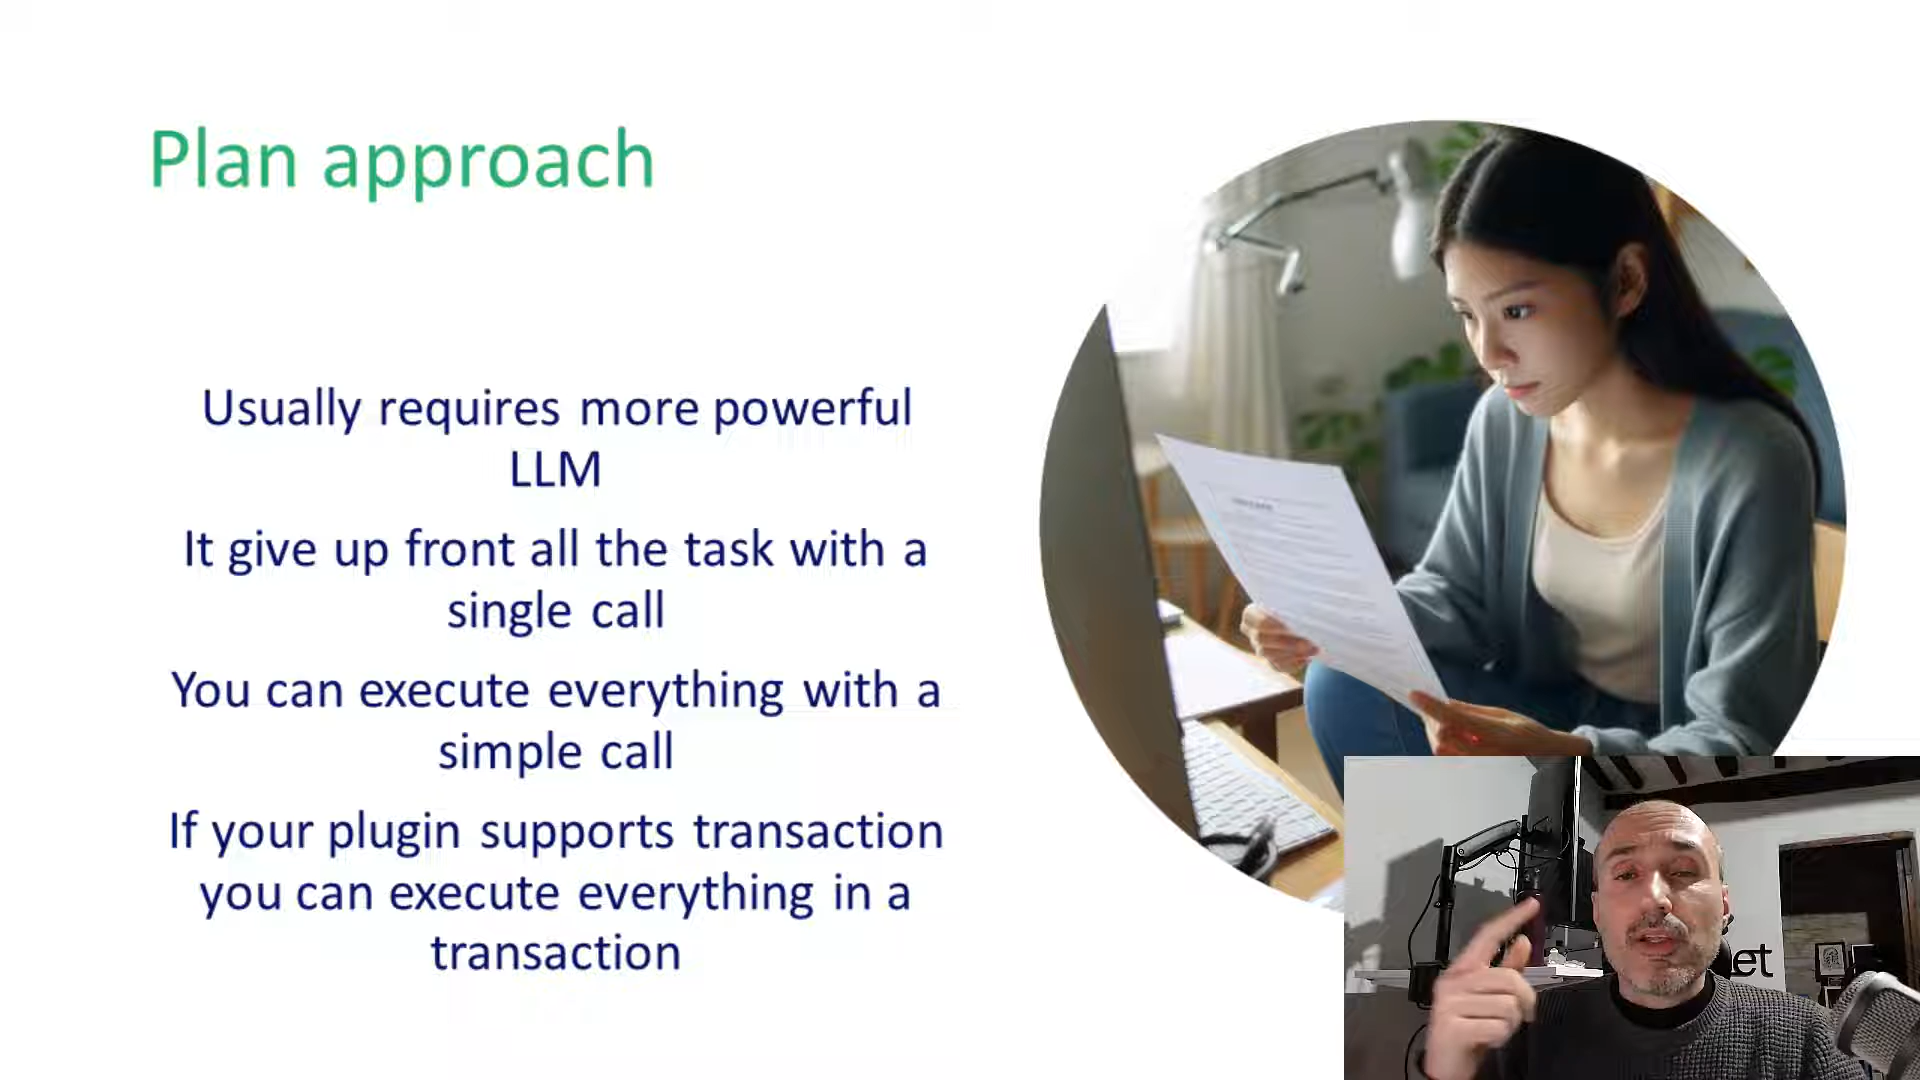 Plan approach
Usually requires more powerful
LLM
It give up front all the task with a
single call
You can execute everything with a
simple call
If your plugin supports transaction
you can execute everything in a
transaction
et